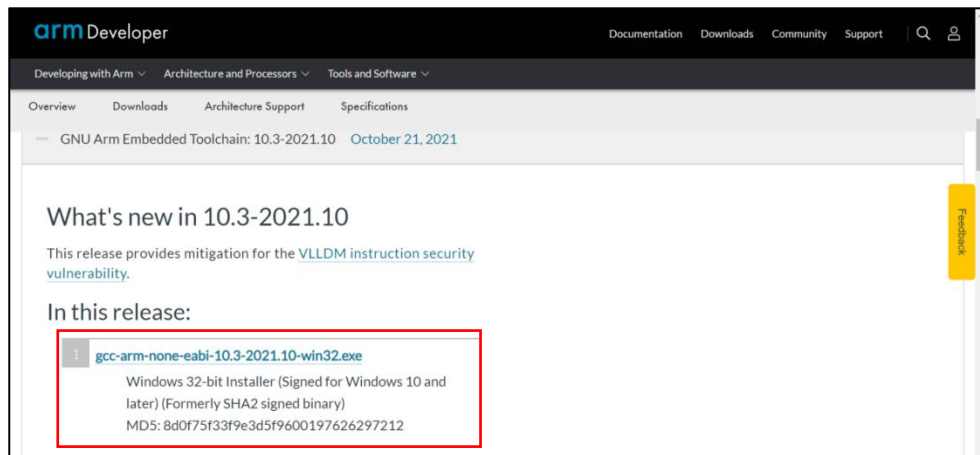 arm Developer
Documentation Downloads Community Support
Developing with Arm Architecture and Processors Tools and Software
Overview Downloads Architecture Support Specifications
GNU Arm Embedded Toolchain: 10.3-2021.10 October 21, 2021
Feedback
What's new in 10.3-2021.10
This release provides mitigation for the VLLDM instruction security
vulnerability.
In this release:
1 gcc-arm-none-eabi-10.3-2021.10-win32.exe
Windows 32-bit Installer (Signed for Windows 10 and
later) (Formerly SHA2 signed binary)
MD5: 8d0f75f33f9e3d5f9600197626297212